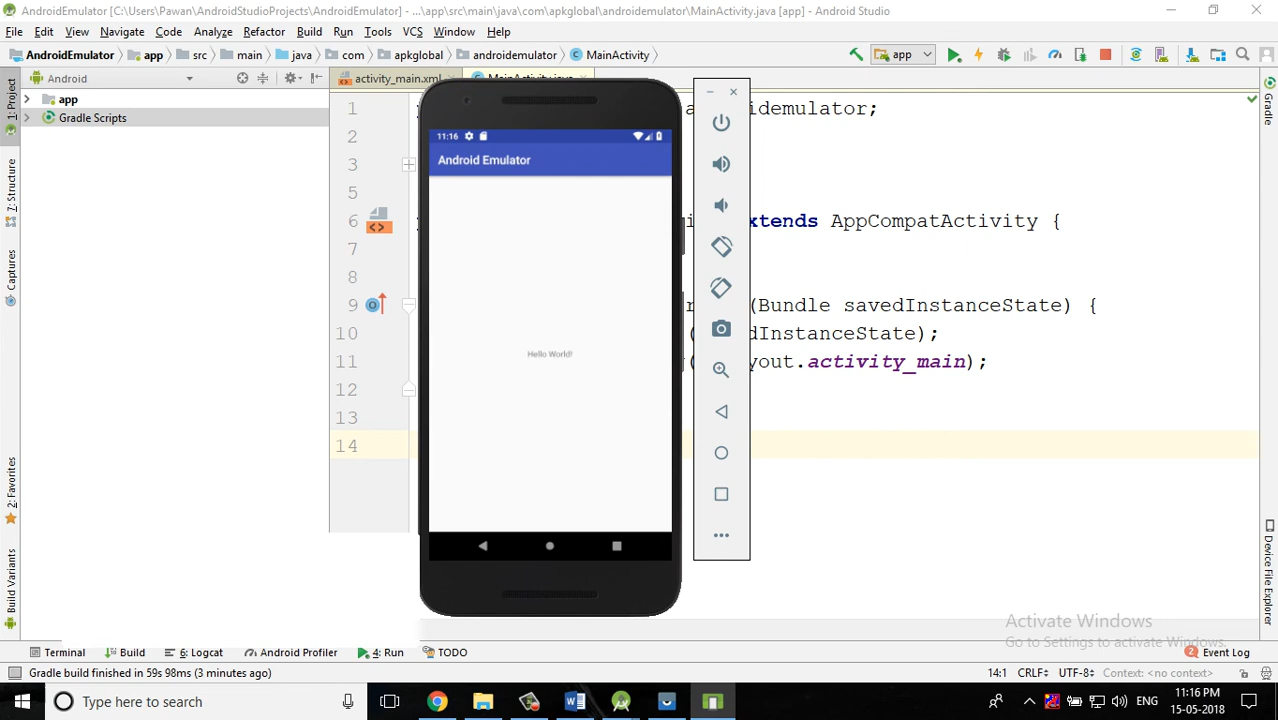 AndroidEmulator [C:\Users\Pawan\AndroidStudioProjects\AndroidEmulator] - ...\app\src\main\java\com\apkglobal\androidemulator\MainActivity.java [app] - Android Studio
File Edit View Navigate Code Analyze Refactor Build Run Tools VCS Window Help
AndroidEmulator app src main java com apkglobal androidemulator MainActivity app
Android activity_main.xml MainActivity.java
1: Project
Z: Structure
Captures
2: Favorites
Build Variants
Gradle
Device File Explorer
app
Gradle Scripts
1 idemulator;
2
3
5
6 xtends AppCompatActivity {
7
8
9 (Bundle savedInstanceState) {
10 dInstanceState);
11 yout.activity_main);
12
13
14
11:16
Android Emulator
Hello World!
Activate Windows
Go to Settings to activate Windows.
Terminal Build 6: Logcat Android Profiler 4: Run TODO 2 Event Log
Gradle build finished in 59s 98ms (3 minutes ago) 14:1 CRLF UTF-8 Context: <no context>
Type here to search ENG 11:16 PM
15-05-2018